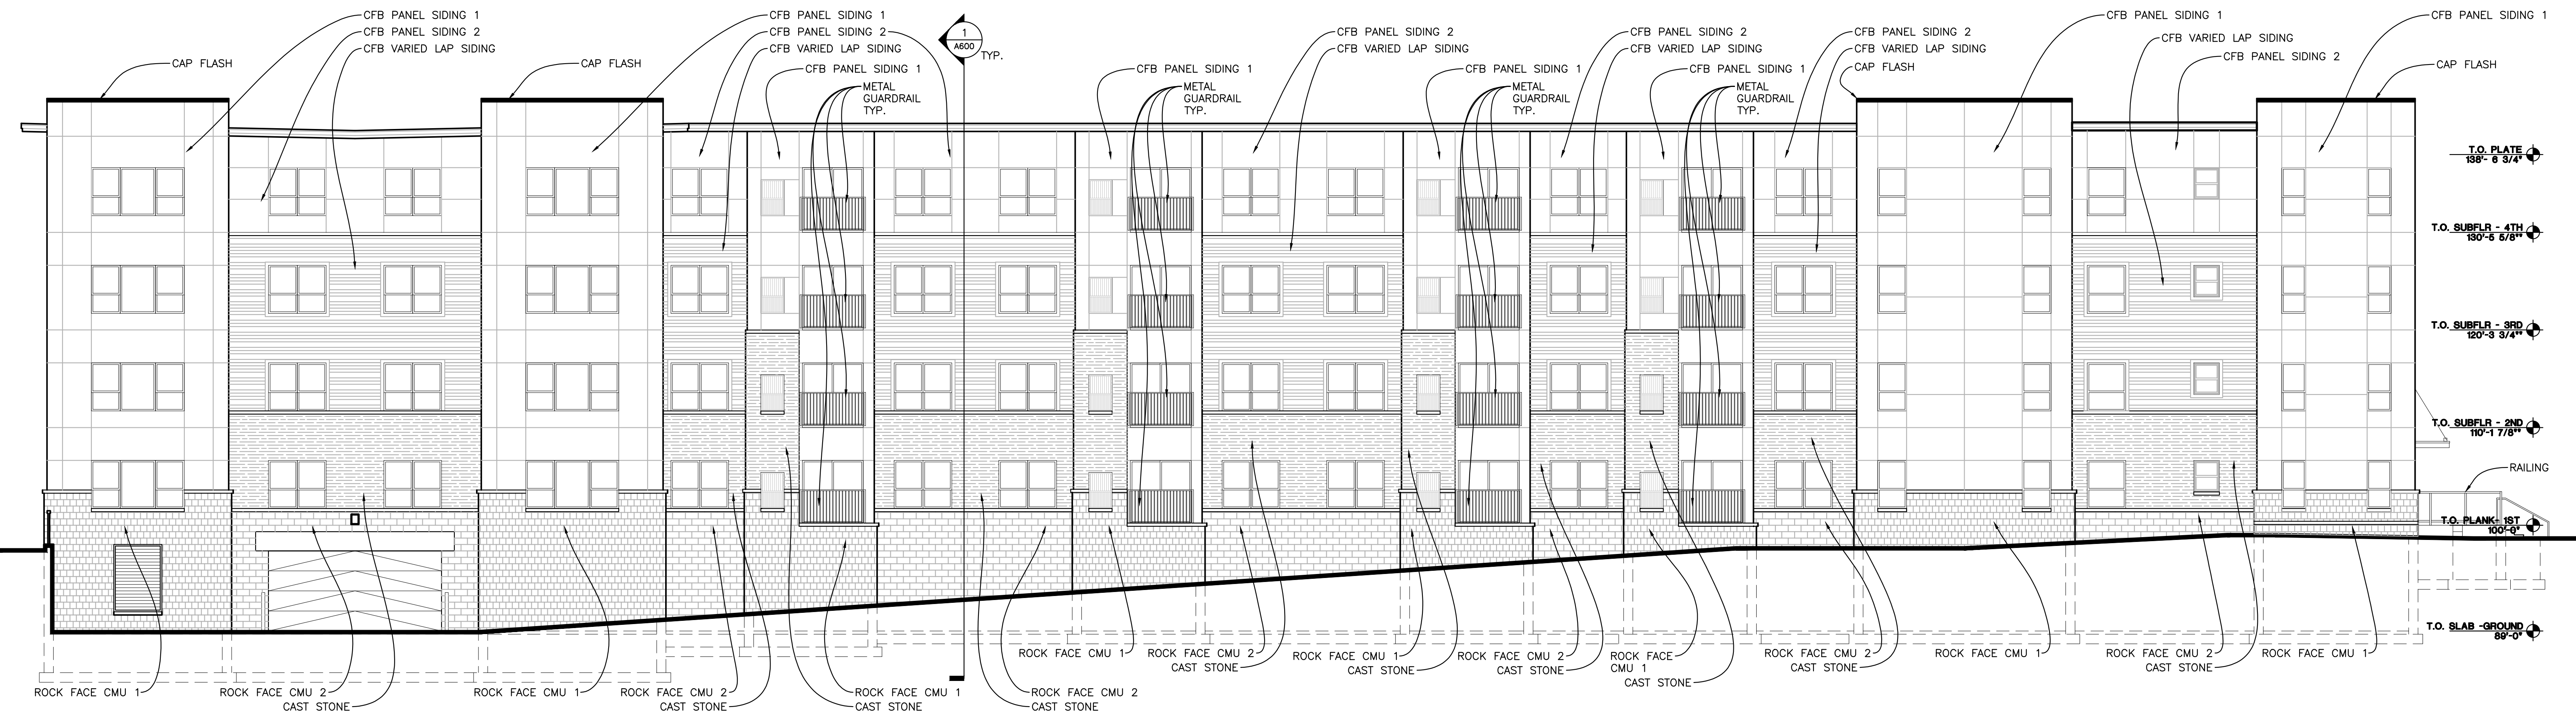 CFB PANEL SIDING 1
CFB PANEL SIDING 2
CFB VARIED LAP SIDING
CAP FLASH
CFB PANEL SIDING 1
CFB PANEL SIDING 2
CFB VARIED LAP SIDING
CAP FLASH
CFB PANEL SIDING 1
METAL
GUARDRAIL
TYP.
1
A600
TYP.
CFB PANEL SIDING 1
METAL
GUARDRAIL
TYP.
CFB PANEL SIDING 2
CFB VARIED LAP SIDING
CFB PANEL SIDING 1
METAL
GUARDRAIL
TYP.
CFB PANEL SIDING 2
CFB VARIED LAP SIDING
CFB PANEL SIDING 1
METAL
GUARDRAIL
TYP.
CFB PANEL SIDING 2
CFB VARIED LAP SIDING
CAP FLASH
CFB PANEL SIDING 1
CFB VARIED LAP SIDING
CFB PANEL SIDING 2
CFB PANEL SIDING 1
CAP FLASH
T.O. PLATE
138'- 6 3/4"
T.O. SUBFLR - 4TH
130'-5 5/8"
T.O. SUBFLR - 3RD
120'-3 3/4"
T.O. SUBFLR - 2ND
110'-1 7/8"
RAILING
T.O. PLANK- 1ST
100'-0"
T.O. SLAB -GROUND
89'-0"
ROCK FACE CMU 1
ROCK FACE CMU 2
CAST STONE
ROCK FACE CMU 1
ROCK FACE CMU 2
CAST STONE
ROCK FACE CMU 1
CAST STONE
ROCK FACE CMU 2
CAST STONE
ROCK FACE CMU 1
ROCK FACE CMU 2
CAST STONE
ROCK FACE CMU 1
CAST STONE
ROCK FACE CMU 2
CAST STONE
ROCK FACE
CMU 1
CAST STONE
ROCK FACE CMU 2
CAST STONE
ROCK FACE CMU 1
ROCK FACE CMU 2
CAST STONE
ROCK FACE CMU 1